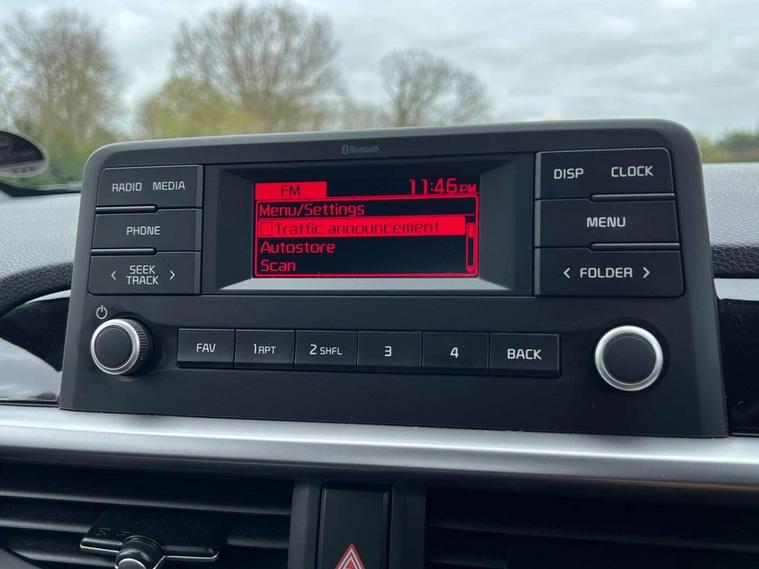 Bluetooth
RADIO MEDIA
PHONE
< SEEK TRACK >
FM 11:46 PM
Menu/Settings
Traffic announcement
Autostore
Scan
DISP CLOCK
MENU
< FOLDER >
FAV 1 RPT 2 SHFL 3 4 BACK